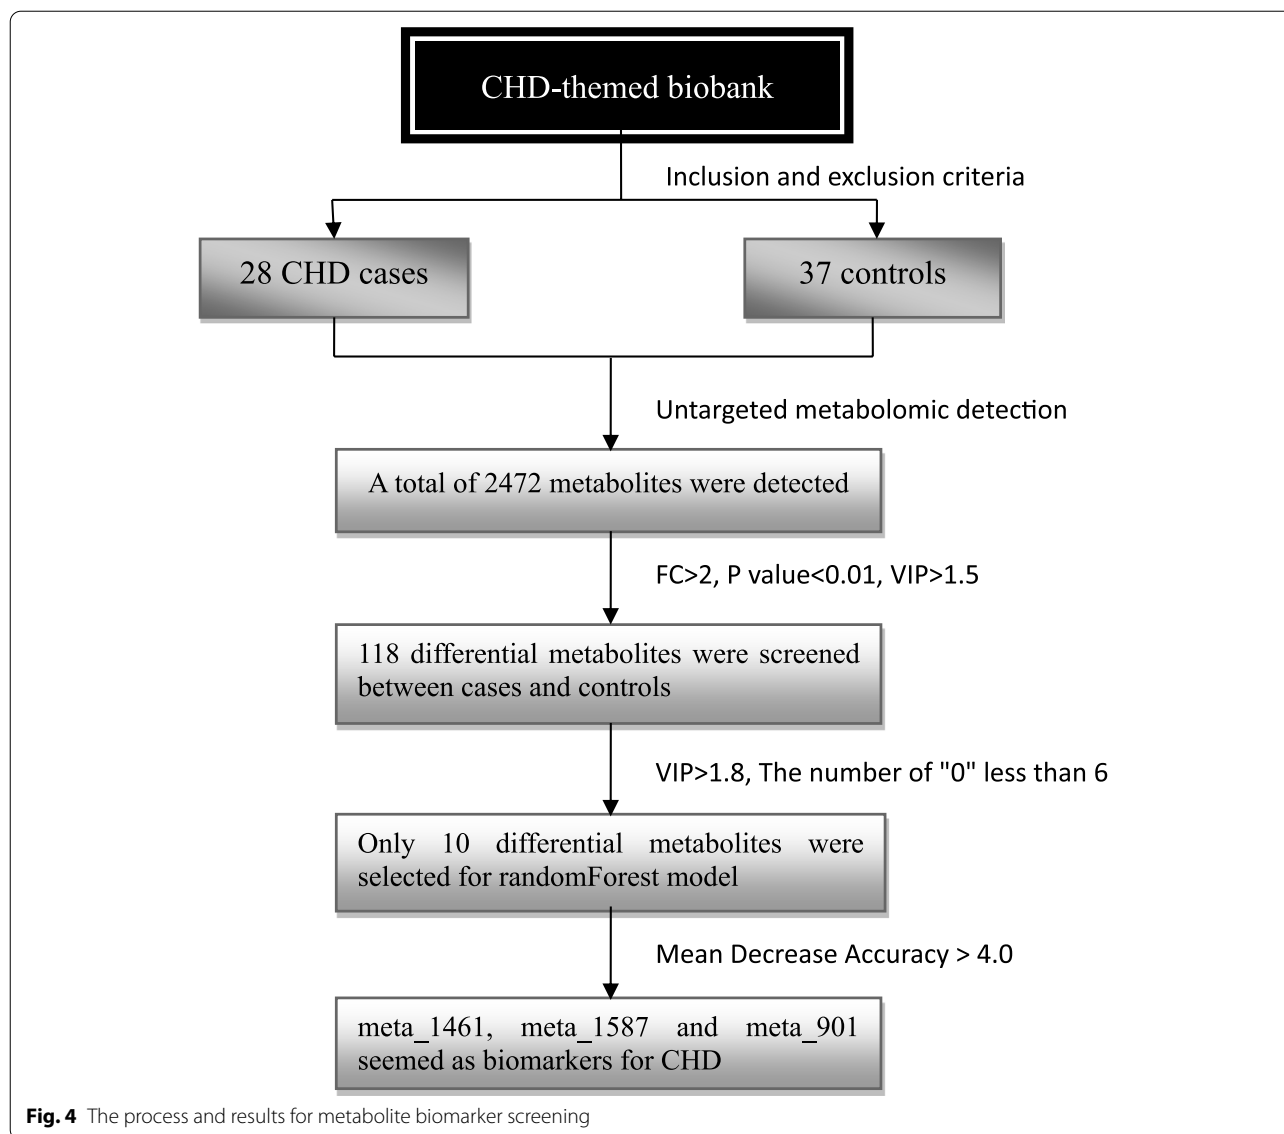 CHD-themed biobank
Inclusion and exclusion criteria
28 CHD cases
37 controls
Untargeted metabolomic detection
A total of 2472 metabolites were detected
FC>2, P value<0.01, VIP>1.5
118 differential metabolites were screened
between cases and controls
VIP>1.8, The number of "0" less than 6
Only 10 differential metabolites were
selected for randomForest model
Mean Decrease Accuracy > 4.0
meta_1461, meta_1587 and meta_901
seemed as biomarkers for CHD
Fig. 4 The process and results for metabolite biomarker screening